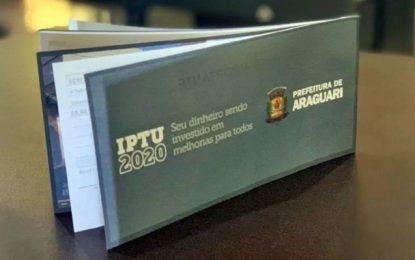 IPTU
2020
Seu dinheiro sendo
investido em
melhorias para todos
PREFEITURA DE
ARAGUARI